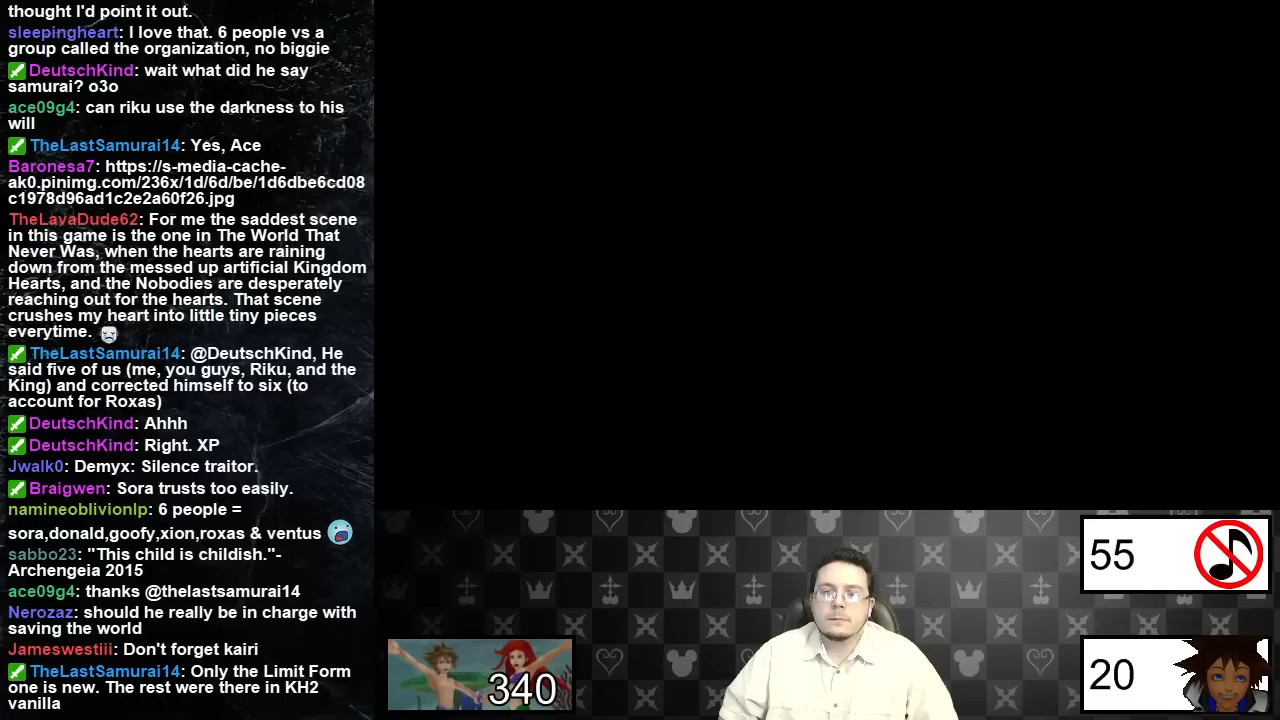 thought I'd point it out.
sleepingheart: I love that. 6 people vs a
group called the organization, no biggie
DeutschKind: wait what did he say
samurai? o3o
ace09g4: can riku use the darkness to his
will
TheLastSamurai14: Yes, Ace
Baronesa7: https://s-media-cache-
ak0.pinimg.com/236x/1d/6d/be/1d6dbe6cd08
c1978d96ad1c2e2a60f26.jpg
TheLavaDude62: For me the saddest scene
in this game is the one in The World That
Never Was, when the hearts are raining
down from the messed up artificial Kingdom
Hearts, and the Nobodies are desperately
reaching out for the hearts. That scene
crushes my heart into little tiny pieces
everytime.
TheLastSamurai14: @DeutschKind, He
said five of us (me, you guys, Riku, and the
King) and corrected himself to six (to
account for Roxas)
DeutschKind: Ahhh
DeutschKind: Right. XP
Jwalk0: Demyx: Silence traitor.
Braigwen: Sora trusts too easily.
namineoblivionlp: 6 people =
sora,donald,goofy,xion,roxas & ventus
sabbo23: "This child is childish."-
Archengeia 2015
ace09g4: thanks @thelastsamurai14
Nerozaz: should he really be in charge with
saving the world
Jameswestiii: Don't forget kairi
TheLastSamurai14: Only the Limit Form
one is new. The rest were there in KH2
vanilla
340
55
20